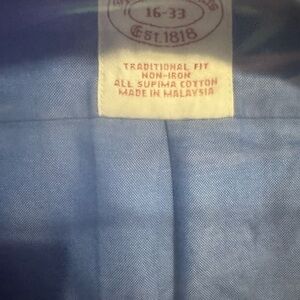 16-33
Est. 1818
TRADITIONAL FIT
NON-IRON
ALL SUPIMA COTTON
MADE IN MALAYSIA